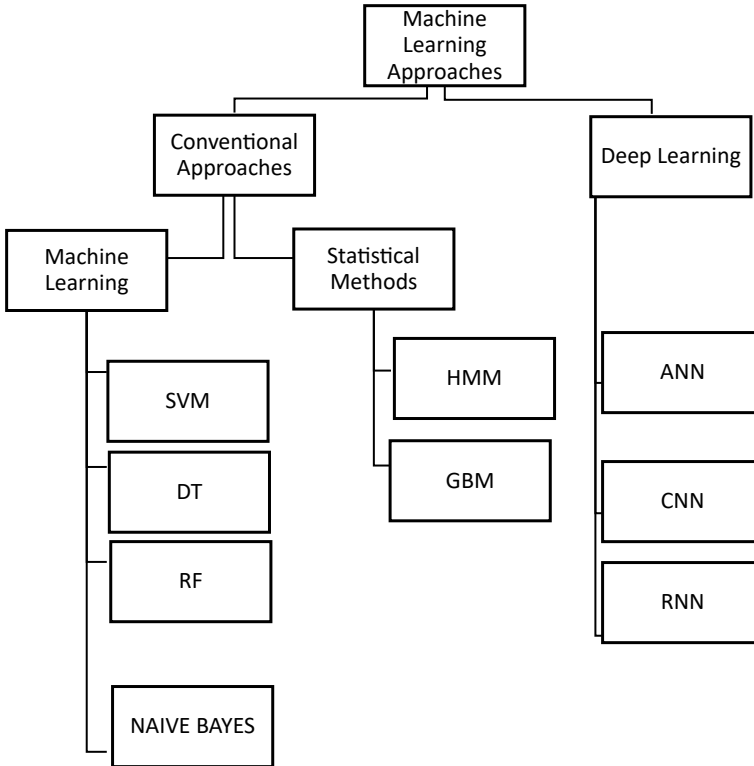 Machine
Learning
Approaches
Conventional
Approaches
Deep Learning
Machine
Learning
Statistical
Methods
SVM
HMM
ANN
DT
GBM
CNN
RF
RNN
NAIVE BAYES